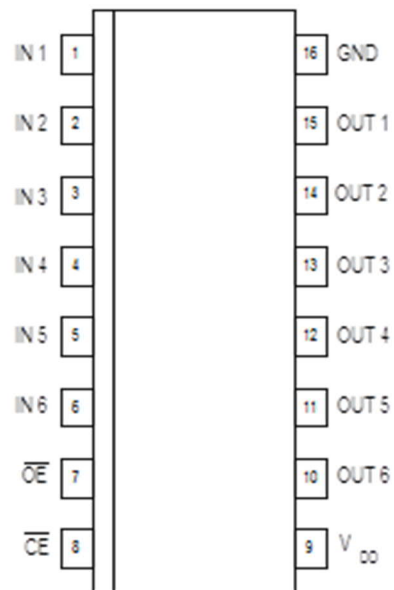 IN 1 1 16 GND
IN 2 2 15 OUT 1
IN 3 3 14 OUT 2
IN 4 4 13 OUT 3
IN 5 5 12 OUT 4
IN 6 6 11 OUT 5
O̅E̅ 7 10 OUT 6
C̅E̅ 8 9 V DD